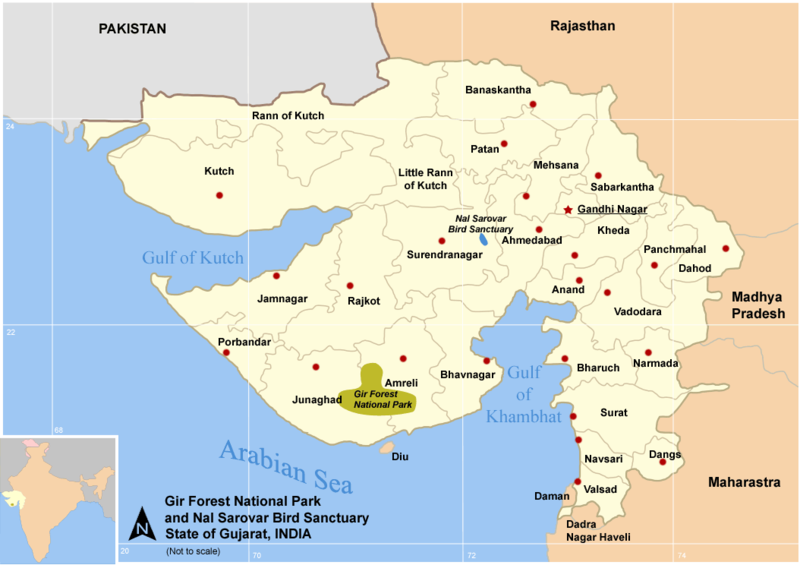 PAKISTAN
Rajasthan
Banaskantha
Rann of Kutch
24
Patan
Mehsana
Kutch
Little Rann
of Kutch
Sabarkantha
Gandhi Nagar
Nal Sarovar
Bird Sanctuary
Ahmedabad
Kheda
Panchmahal
Gulf of Kutch
Surendranagar
Dahod
Jamnagar
Rajkot
Anand
Vadodara
Madhya
Pradesh
22
Porbandar
Bhavnagar
Gulf
of
Khambhat
Bharuch
Narmada
Amreli
Junaghad
Gir Forest
National Park
Surat
68
Arabian Sea
Diu
Navsari
Dangs
Maharastra
Daman
Valsad
Gir Forest National Park
and Nal Sarovar Bird Sanctuary
State of Gujarat, INDIA
(Not to scale)
N
Dadra
Nagar Haveli
20
70
72
74